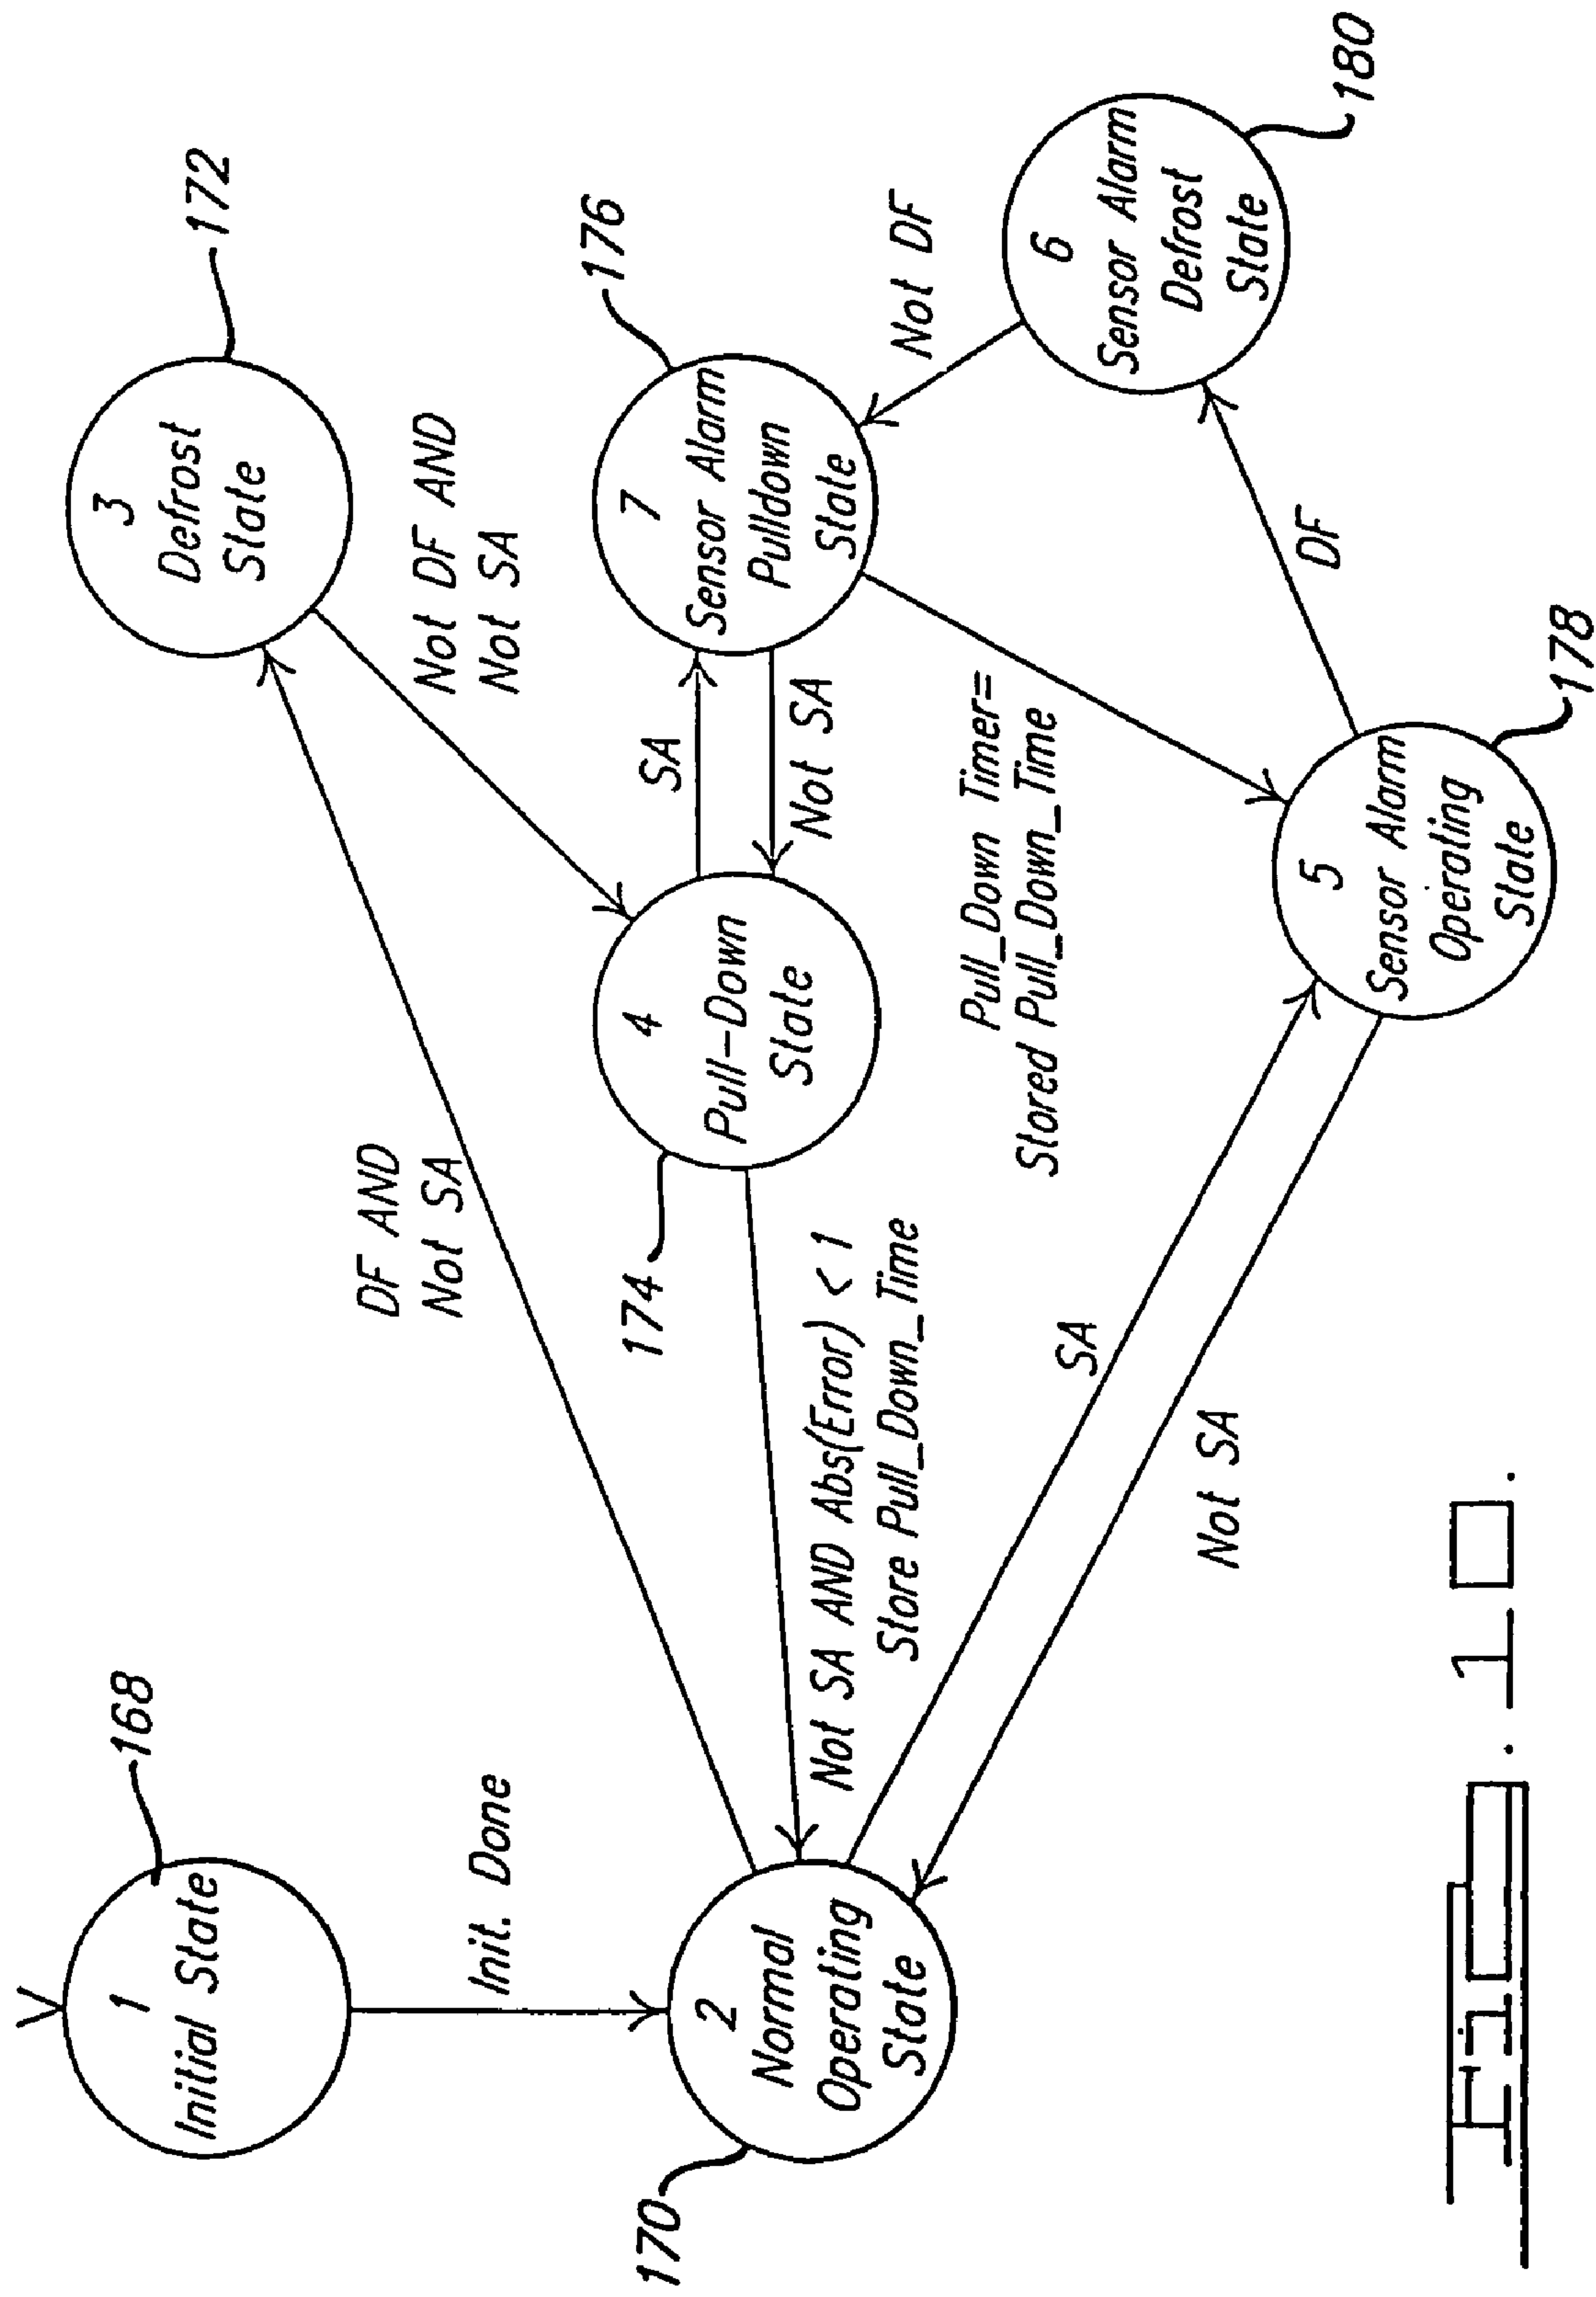 1
Initial State
168
Init. Done
2
Normal
Operating
State
170
DF AND
Not SA
3
Defrost
State
172
Not DF AND
Not SA
4
Pull-Down
State
174
SA
Not SA
7
Sensor Alarm
Pulldown
State
176
Not DF
6
Sensor Alarm
Defrost
State
180
DF
Pull_Down Timer=
Stored Pull_Down_Time
Not SA AND Abs(Error) < 1
Store Pull_Down_Time
SA
Not SA
5
Sensor Alarm
Operating
State
178
Fig. 10.